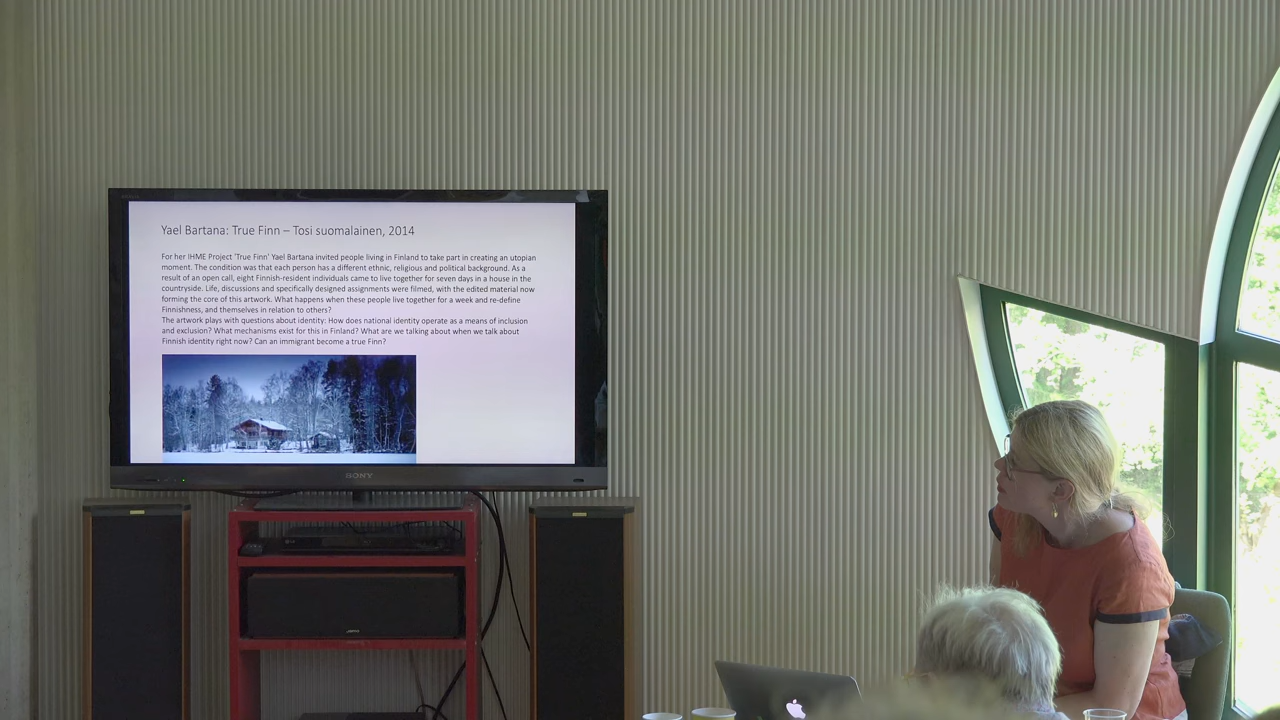 Yael Bartana: True Finn – Tosi suomalainen, 2014
For her IHME Project 'True Finn' Yael Bartana invited people living in Finland to take part in creating an utopian
moment. The condition was that each person has a different ethnic, religious and political background. As a
result of an open call, eight Finnish-resident individuals came to live together for seven days in a house in the
countryside. Life, discussions and specifically designed assignments were filmed, with the edited material now
forming the core of this artwork. What happens when these people live together for a week and re-define
Finnishness, and themselves in relation to others?
The artwork plays with questions about identity: How does national identity operate as a means of inclusion
and exclusion? What mechanisms exist for this in Finland? What are we talking about when we talk about
Finnish identity right now? Can an immigrant become a true Finn?
SONY